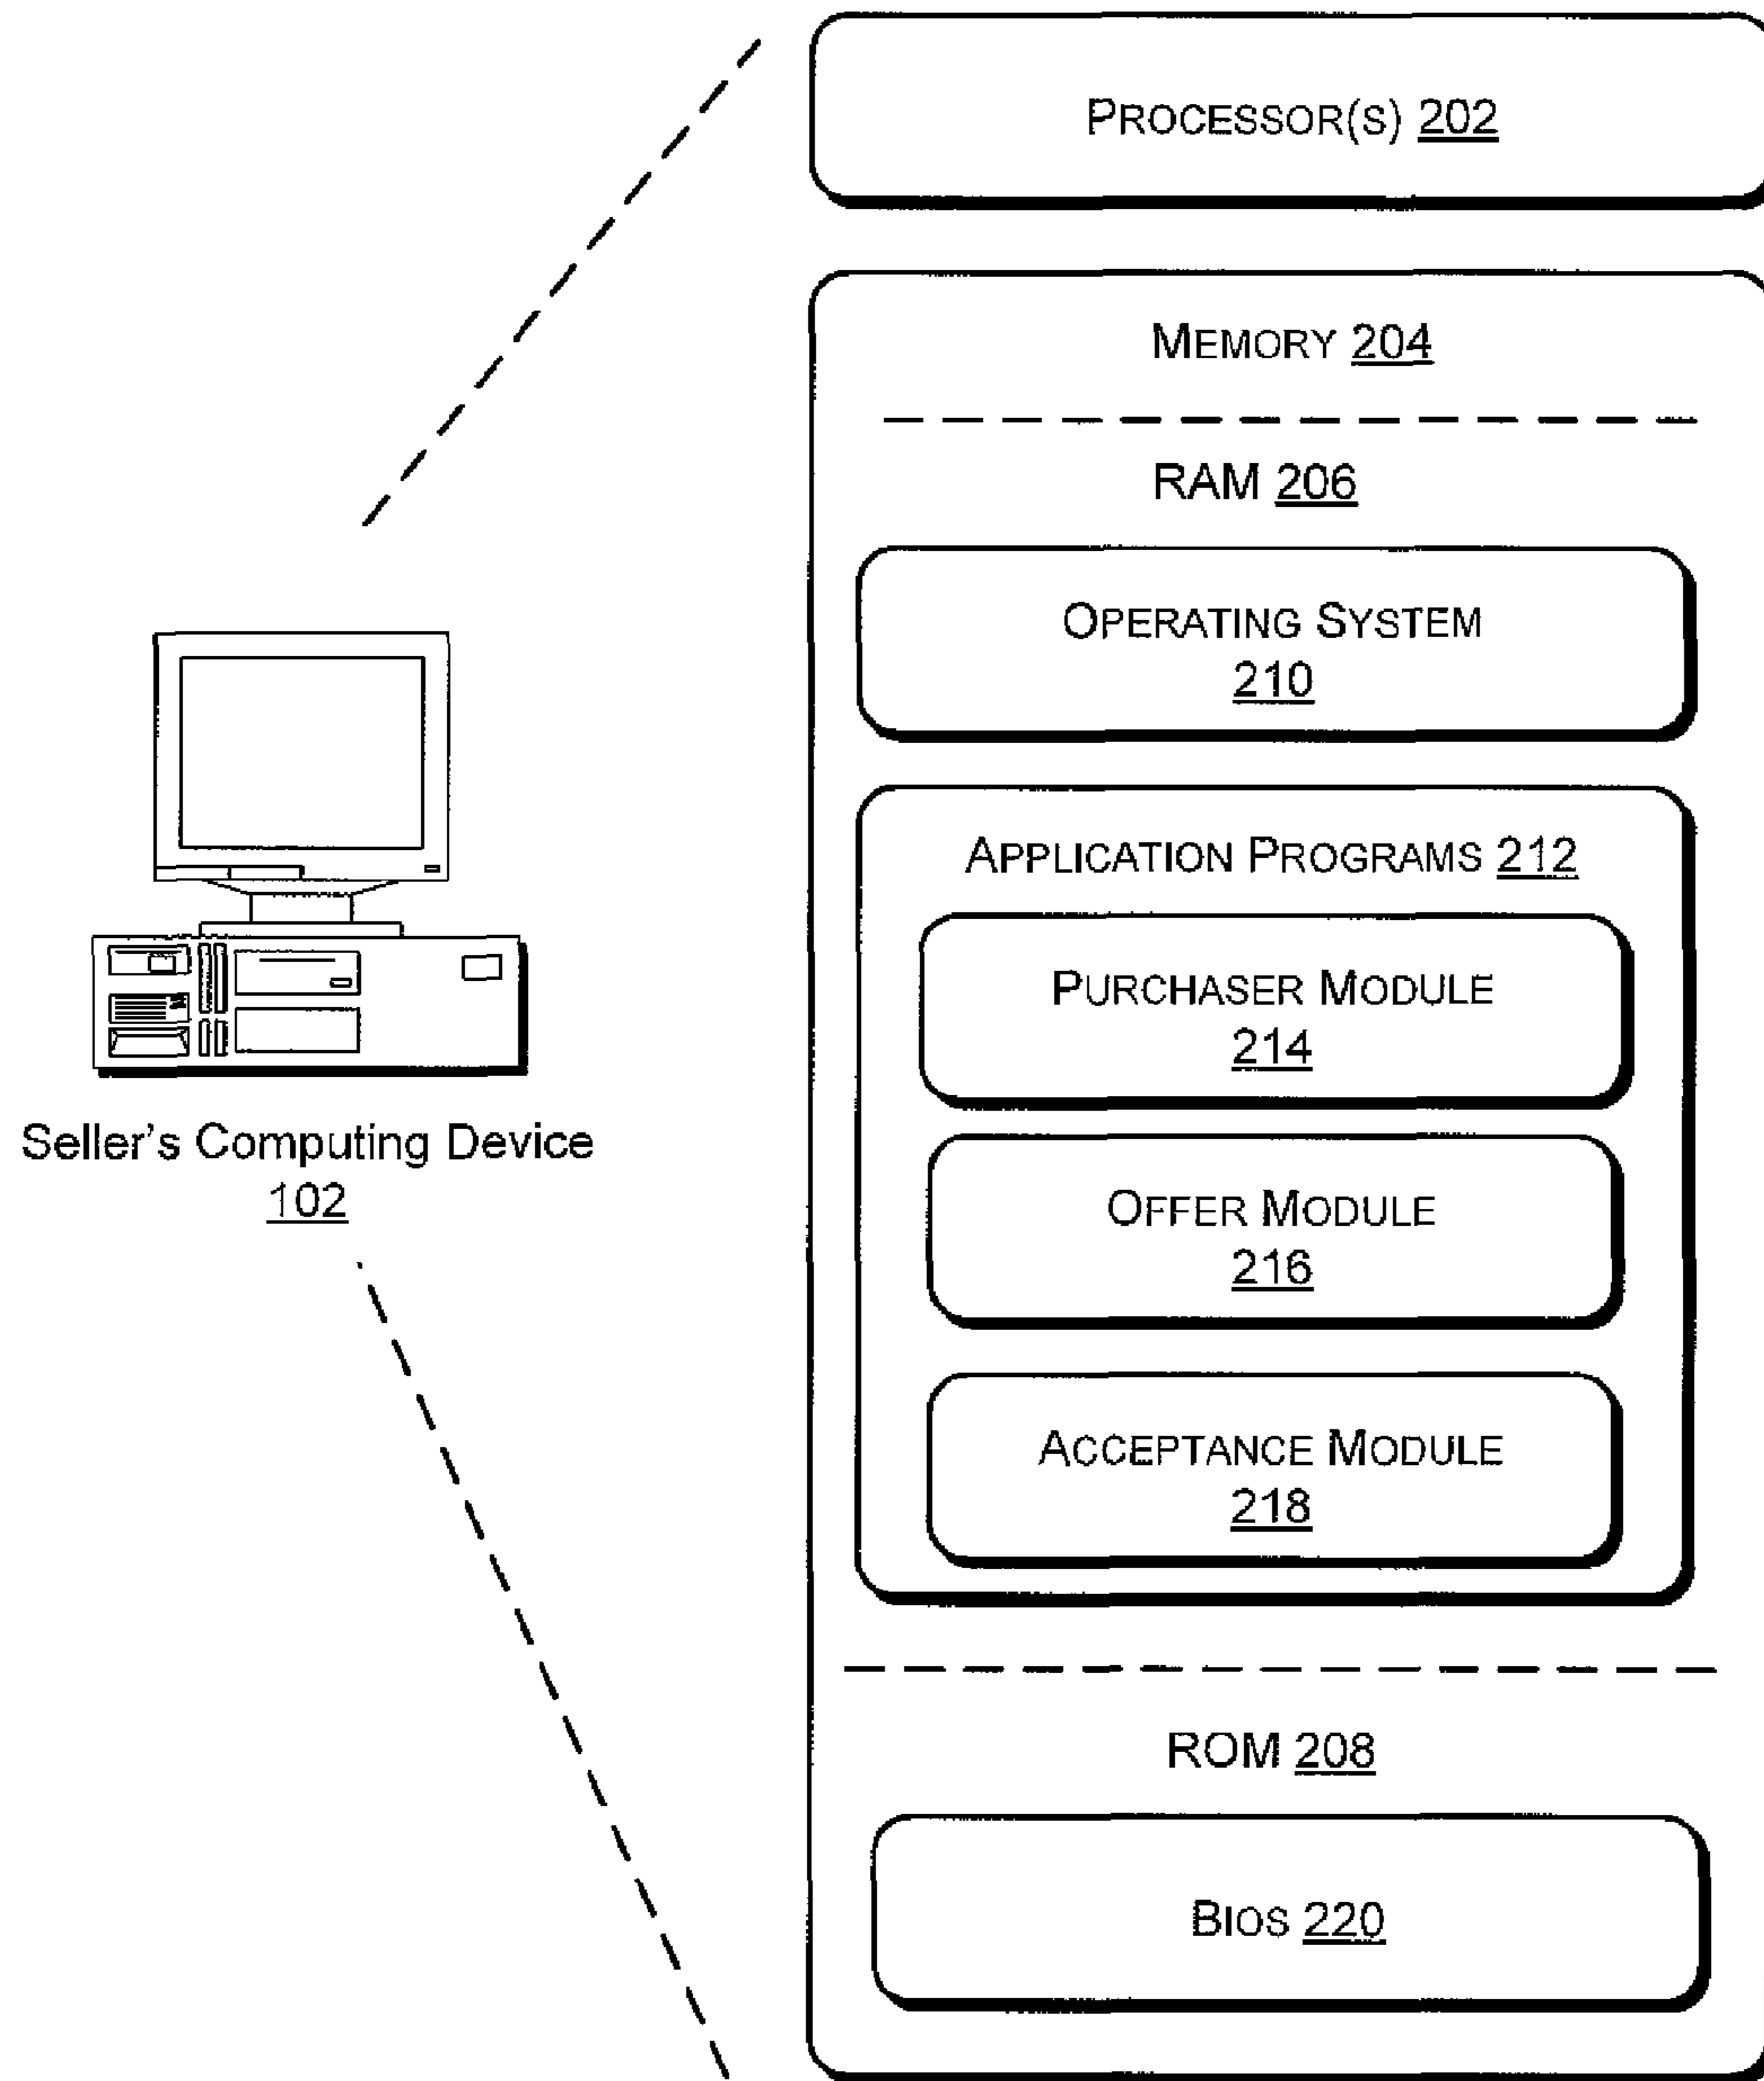 PROCESSOR(S) 202
MEMORY 204
RAM 206
OPERATING SYSTEM
210
APPLICATION PROGRAMS 212
PURCHASER MODULE
214
OFFER MODULE
216
ACCEPTANCE MODULE
218
ROM 208
BIOS 220
Seller's Computing Device
102